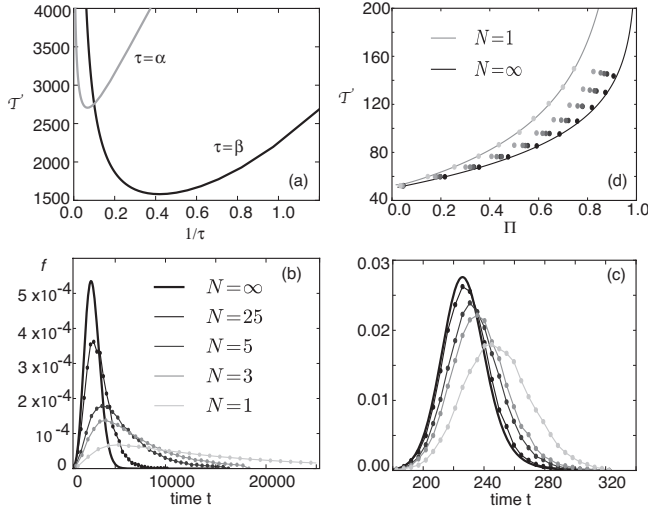 4000
3500
3000
2500
2000
1500
𝒯'
τ=α
τ=β
(a)
0.0 0.2 0.4 0.6 0.8 1.0
1/τ
200
160
120
80
40
𝒯'
N=1
N=∞
(d)
0.0 0.2 0.4 0.6 0.8 1.0
Π
f
5 x10⁻⁴
4 x10⁻⁴
3 x10⁻⁴
2 x10⁻⁴
10⁻⁴
0
(b)
N=∞
N=25
N=5
N=3
N=1
0 10000 20000
time t
0.03
0.02
0.01
0.00
(c)
200 240 280 320
time t